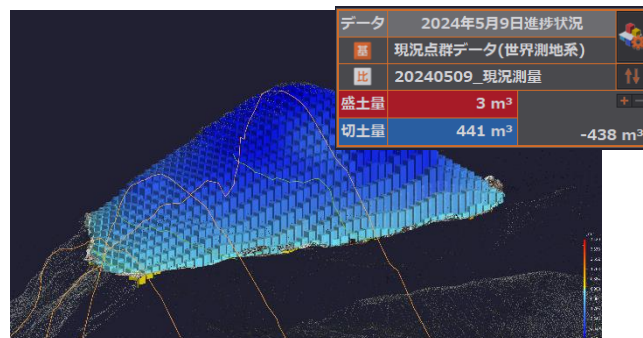 データ 2024年5月9日進捗状況
基 現況点群データ(世界測地系)
比 20240509_現況測量
盛土量 3 m³
切土量 441 m³ -438 m³